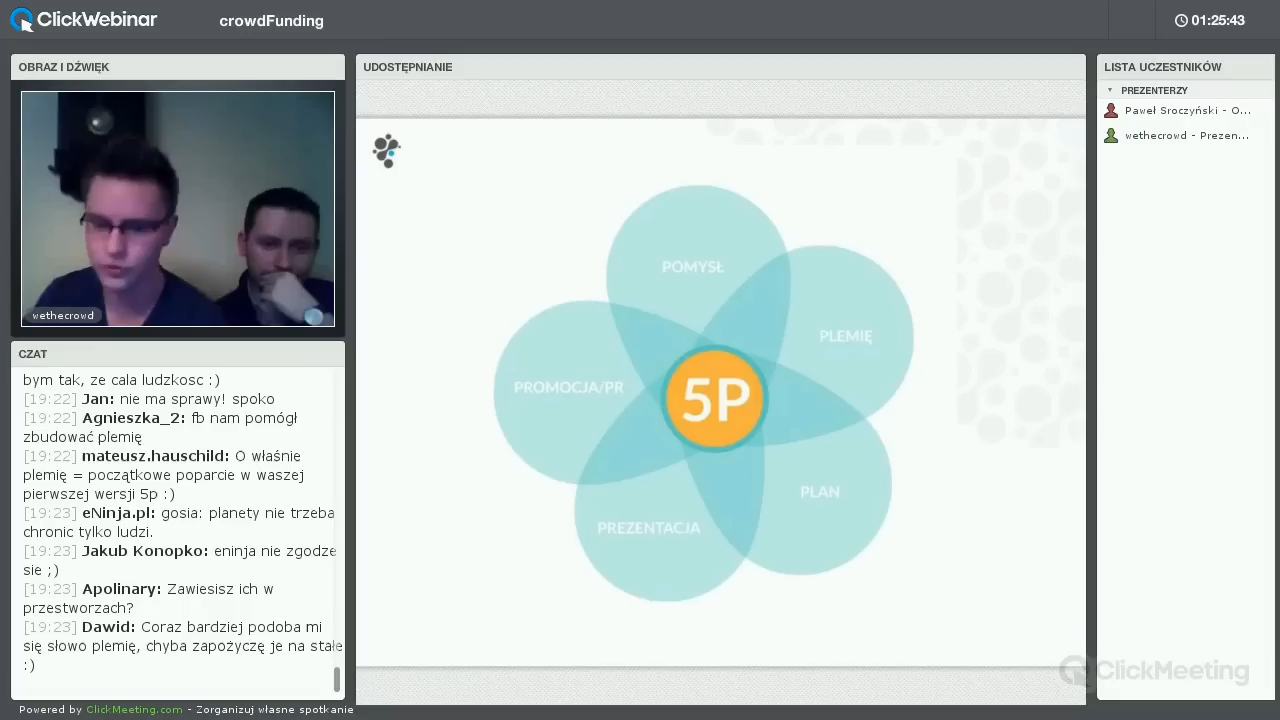 ClickWebinar
crowdFunding
01:25:43
OBRAZ I DŹWIĘK
wethecrowd
CZAT
bym tak, ze cala ludzkosc :)
[19:22] Jan: nie ma sprawy! spoko
[19:22] Agnieszka_2: fb nam pomógł
zbudować plemię
[19:22] mateusz.hauschild: O właśnie
plemię = początkowe poparcie w waszej
pierwszej wersji 5p :)
[19:23] eNinja.pl: gosia: planety nie trzeba
chronic tylko ludzi.
[19:23] Jakub Konopko: eninja nie zgodze
sie ;)
[19:23] Apolinary: Zawiesisz ich w
przestworzach?
[19:23] Dawid: Coraz bardziej podoba mi
się słowo plemię, chyba zapożyczę je na stałe
:)
UDOSTĘPNIANIE
POMYSŁ
PLEMIĘ
PROMOCJA/PR
5P
PLAN
PREZENTACJA
LISTA UCZESTNIKÓW
PREZENTERZY
Paweł Sroczyński - O...
wethecrowd - Prezen...
ClickMeeting
Powered by ClickMeeting.com - Zorganizuj własne spotkanie